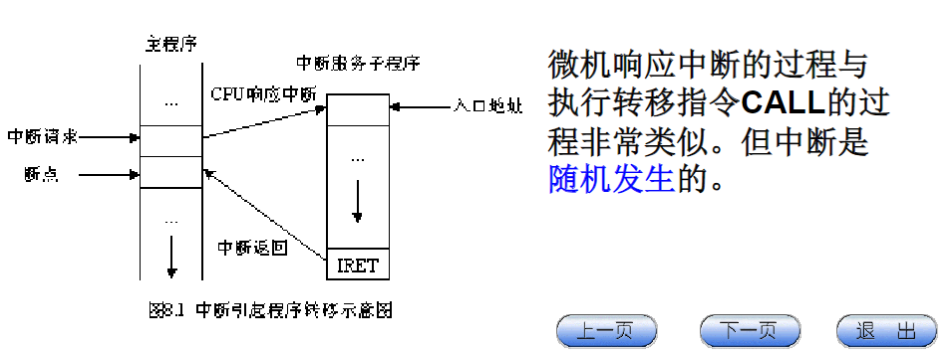 主程序
中断服务子程序
…
CPU响应中断
入口地址
中断请求
…
断点
…
中断返回
IRET
图8.1 中断引起程序转移示意图
微机响应中断的过程与
执行转移指令CALL的过
程非常类似。但中断是
随机发生的。
上一页
下一页
退 出